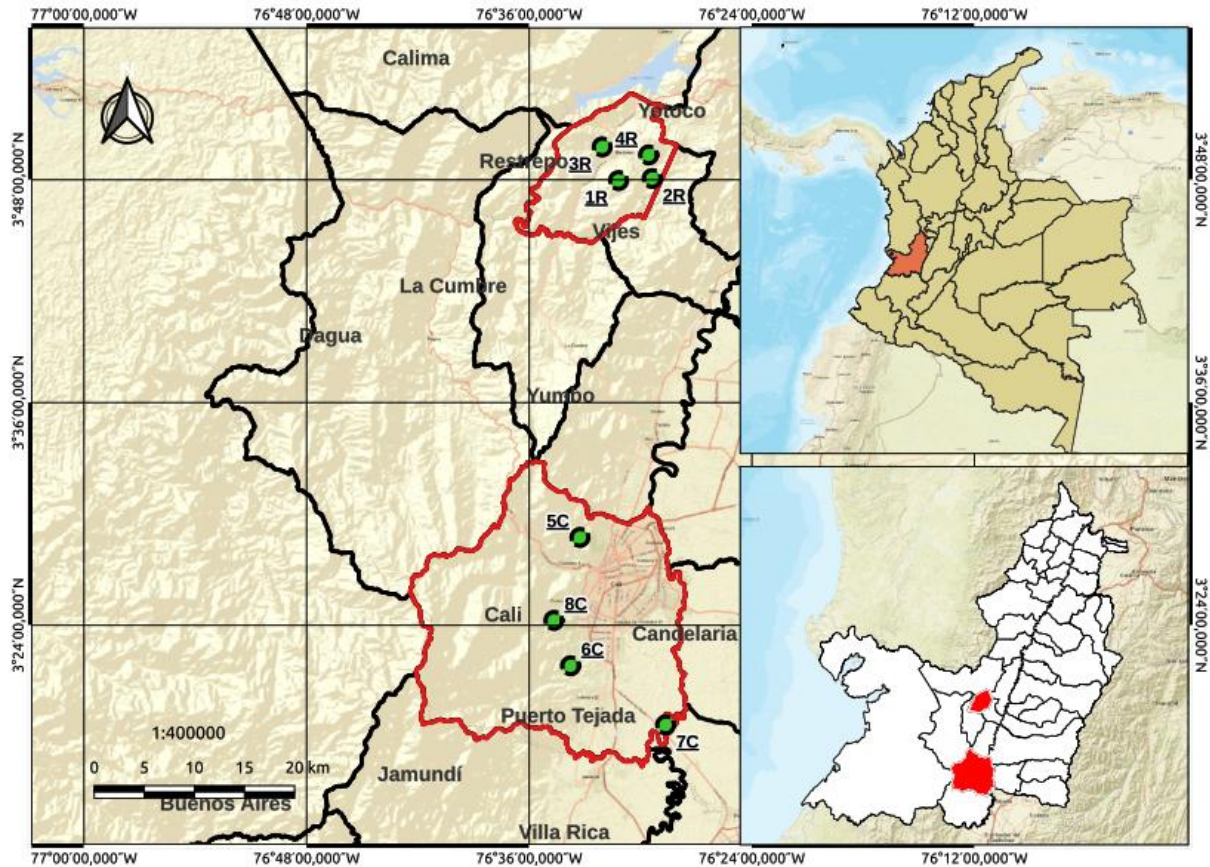 77°00'00,000"W 76°48'00,000"W 76°36'00,000"W 76°24'00,000"W 76°12'00,000"W
Calima
Yotoco
4R
Restrepo
3R
3°48'00,000"N 3°48'00,000"N
1R 2R
Vijes
La Cumbre
Dagua
Yumbo
3°36'00,000"N 3°36'00,000"N
5C
Cali
8C
Cali
Candelaria
3°24'00,000"N 3°24'00,000"N
6C
Puerto Tejada
7C
1:400000
0 5 10 15 20 km
Jamundí
Buenos Aires
Villa Rica
77°00'00,000"W 76°48'00,000"W 76°36'00,000"W 76°24'00,000"W 76°12'00,000"W